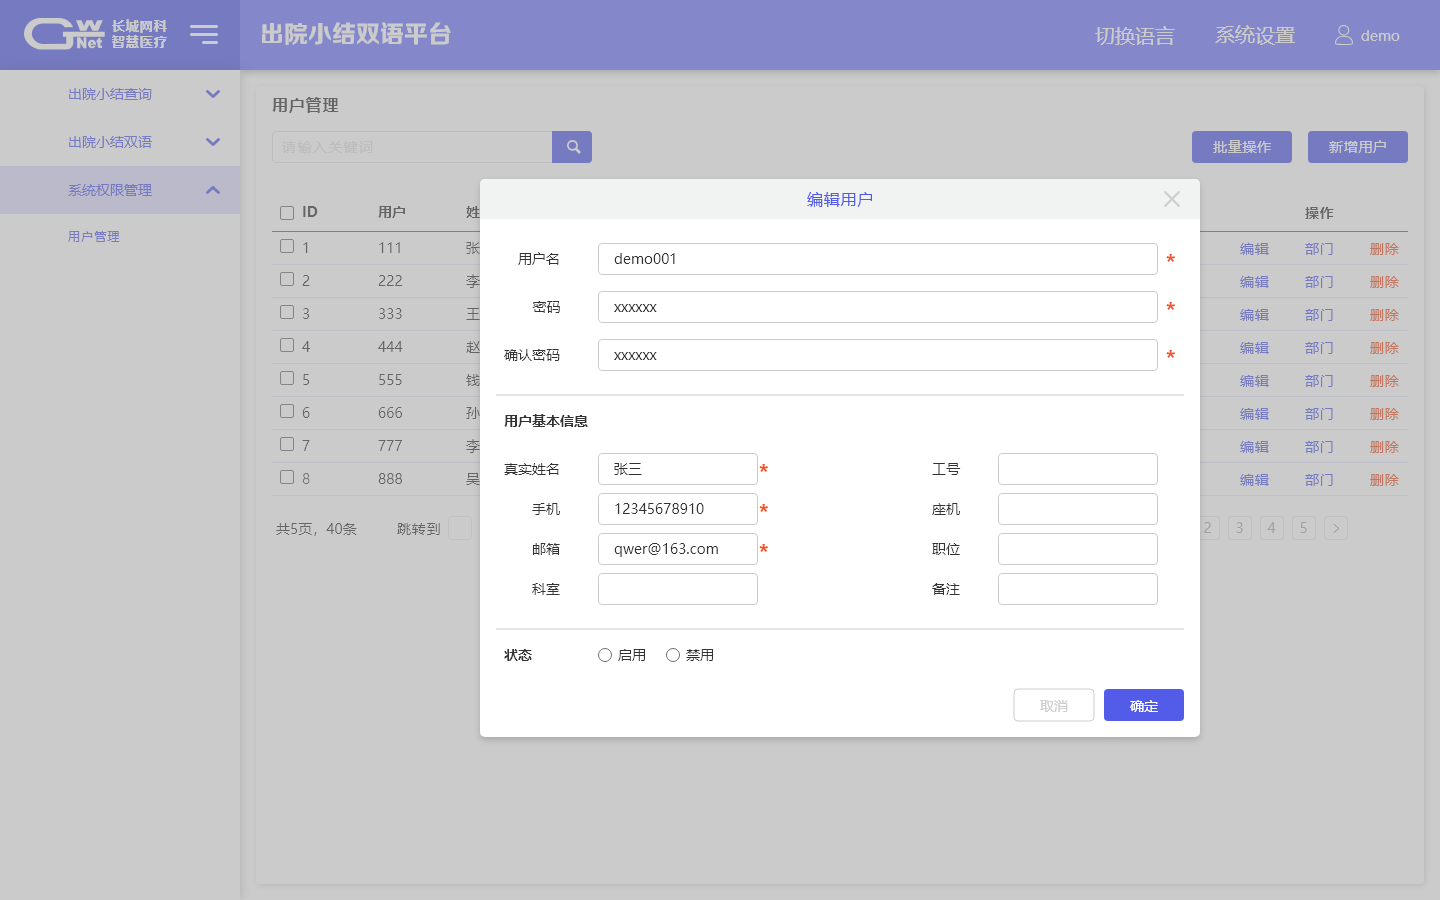 GW Net 长城网科 智慧医疗
出院小结双语平台
切换语言
系统设置
demo
出院小结查询
出院小结双语
系统权限管理
用户管理
用户管理
请输入关键词
批量操作
新增用户
ID 用户 姓 操作
1 111 张 编辑 部门 删除
2 222 李 编辑 部门 删除
3 333 王 编辑 部门 删除
4 444 赵 编辑 部门 删除
5 555 钱 编辑 部门 删除
6 666 孙 编辑 部门 删除
7 777 李 编辑 部门 删除
8 888 吴 编辑 部门 删除
共5页，40条 跳转到 2 3 4 5 >
编辑用户
用户名 demo001 *
密码 xxxxxx *
确认密码 xxxxxx *
用户基本信息
真实姓名 张三 * 工号
手机 12345678910 * 座机
邮箱 qwer@163.com * 职位
科室 备注
状态 启用 禁用
取消 确定